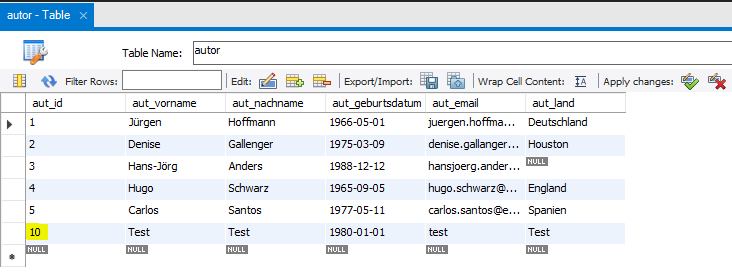 autor - Table ×
Table Name: autor
Filter Rows: Edit: Export/Import: Wrap Cell Content: Apply changes:
aut_id aut_vorname aut_nachname aut_geburtsdatum aut_email aut_land
1 Jürgen Hoffmann 1966-05-01 juergen.hoffma... Deutschland
2 Denise Gallenger 1975-03-09 denise.gallanger... Houston
3 Hans-Jörg Anders 1988-12-12 hansjoerg.ander... NULL
4 Hugo Schwarz 1965-09-05 hugo.schwarz@... England
5 Carlos Santos 1977-05-11 carlos.santos@e... Spanien
10 Test Test 1980-01-01 test Test
NULL NULL NULL NULL NULL NULL